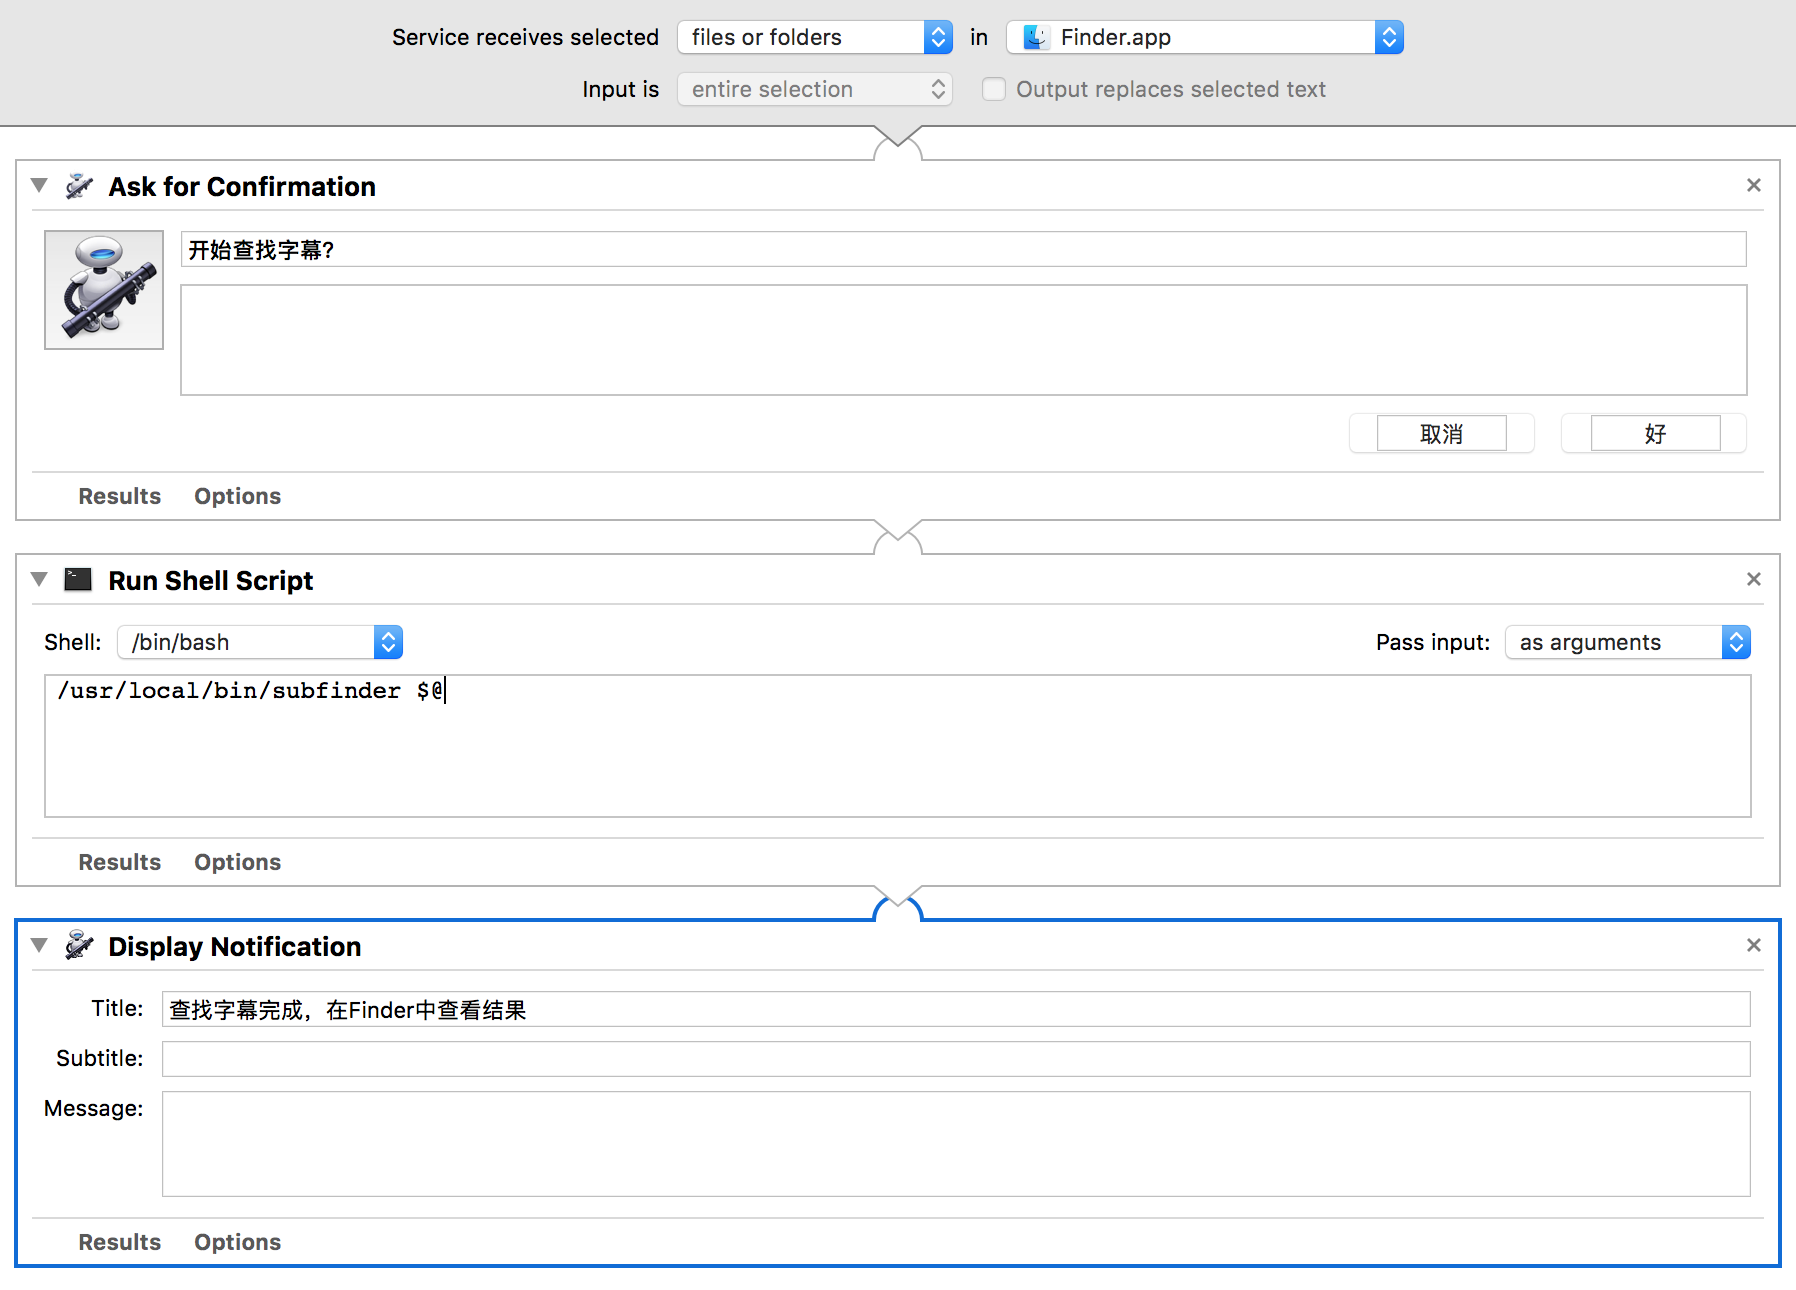 Service receives selected files or folders in Finder.app
Input is entire selection Output replaces selected text
Ask for Confirmation
开始查找字幕?
取消 好
Results Options
Run Shell Script
Shell: /bin/bash Pass input: as arguments
/usr/local/bin/subfinder $@
Results Options
Display Notification
Title: 查找字幕完成，在Finder中查看结果
Subtitle:
Message:
Results Options